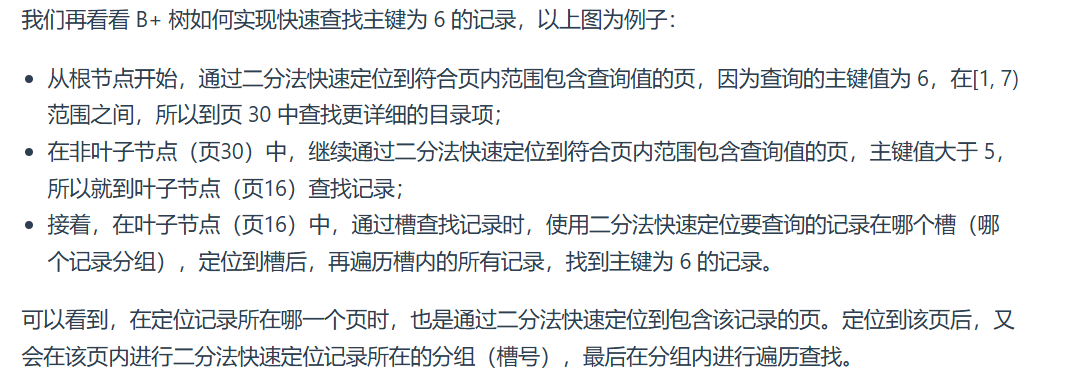 我们再看看 B+ 树如何实现快速查找主键为 6 的记录，以上图为例子：
从根节点开始，通过二分法快速定位到符合页内范围包含查询值的页，因为查询的主键值为 6，在[1, 7)
范围之间，所以到页 30 中查找更详细的目录项；
在非叶子节点（页30）中，继续通过二分法快速定位到符合页内范围包含查询值的页，主键值大于 5，
所以就到叶子节点（页16）查找记录；
接着，在叶子节点（页16）中，通过槽查找记录时，使用二分法快速定位要查询的记录在哪个槽（哪
个记录分组），定位到槽后，再遍历槽内的所有记录，找到主键为 6 的记录。
可以看到，在定位记录所在哪一个页时，也是通过二分法快速定位到包含该记录的页。定位到该页后，又
会在该页内进行二分法快速定位记录所在的分组（槽号），最后在分组内进行遍历查找。